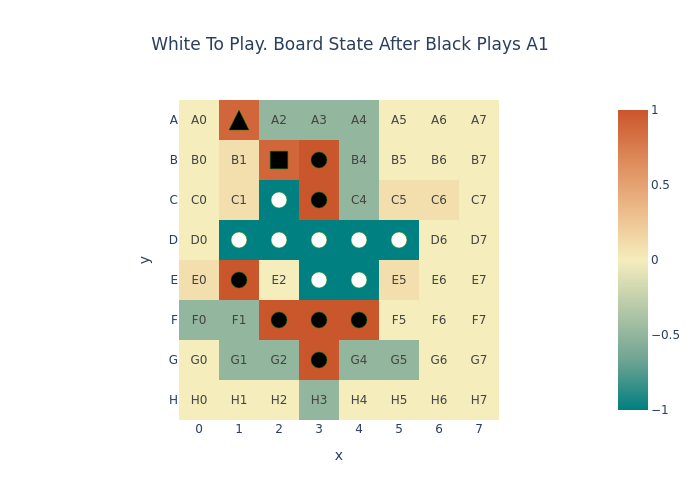 White To Play. Board State After Black Plays A1
A A0 A2 A3 A4 A5 A6 A7
B B0 B1 B4 B5 B6 B7
C C0 C1 C4 C5 C6 C7
D D0 D6 D7
E E0 E2 E5 E6 E7
F F0 F1 F5 F6 F7
G G0 G1 G2 G4 G5 G6 G7
H H0 H1 H2 H3 H4 H5 H6 H7
0 1 2 3 4 5 6 7
x
y
1
0.5
0
−0.5
−1